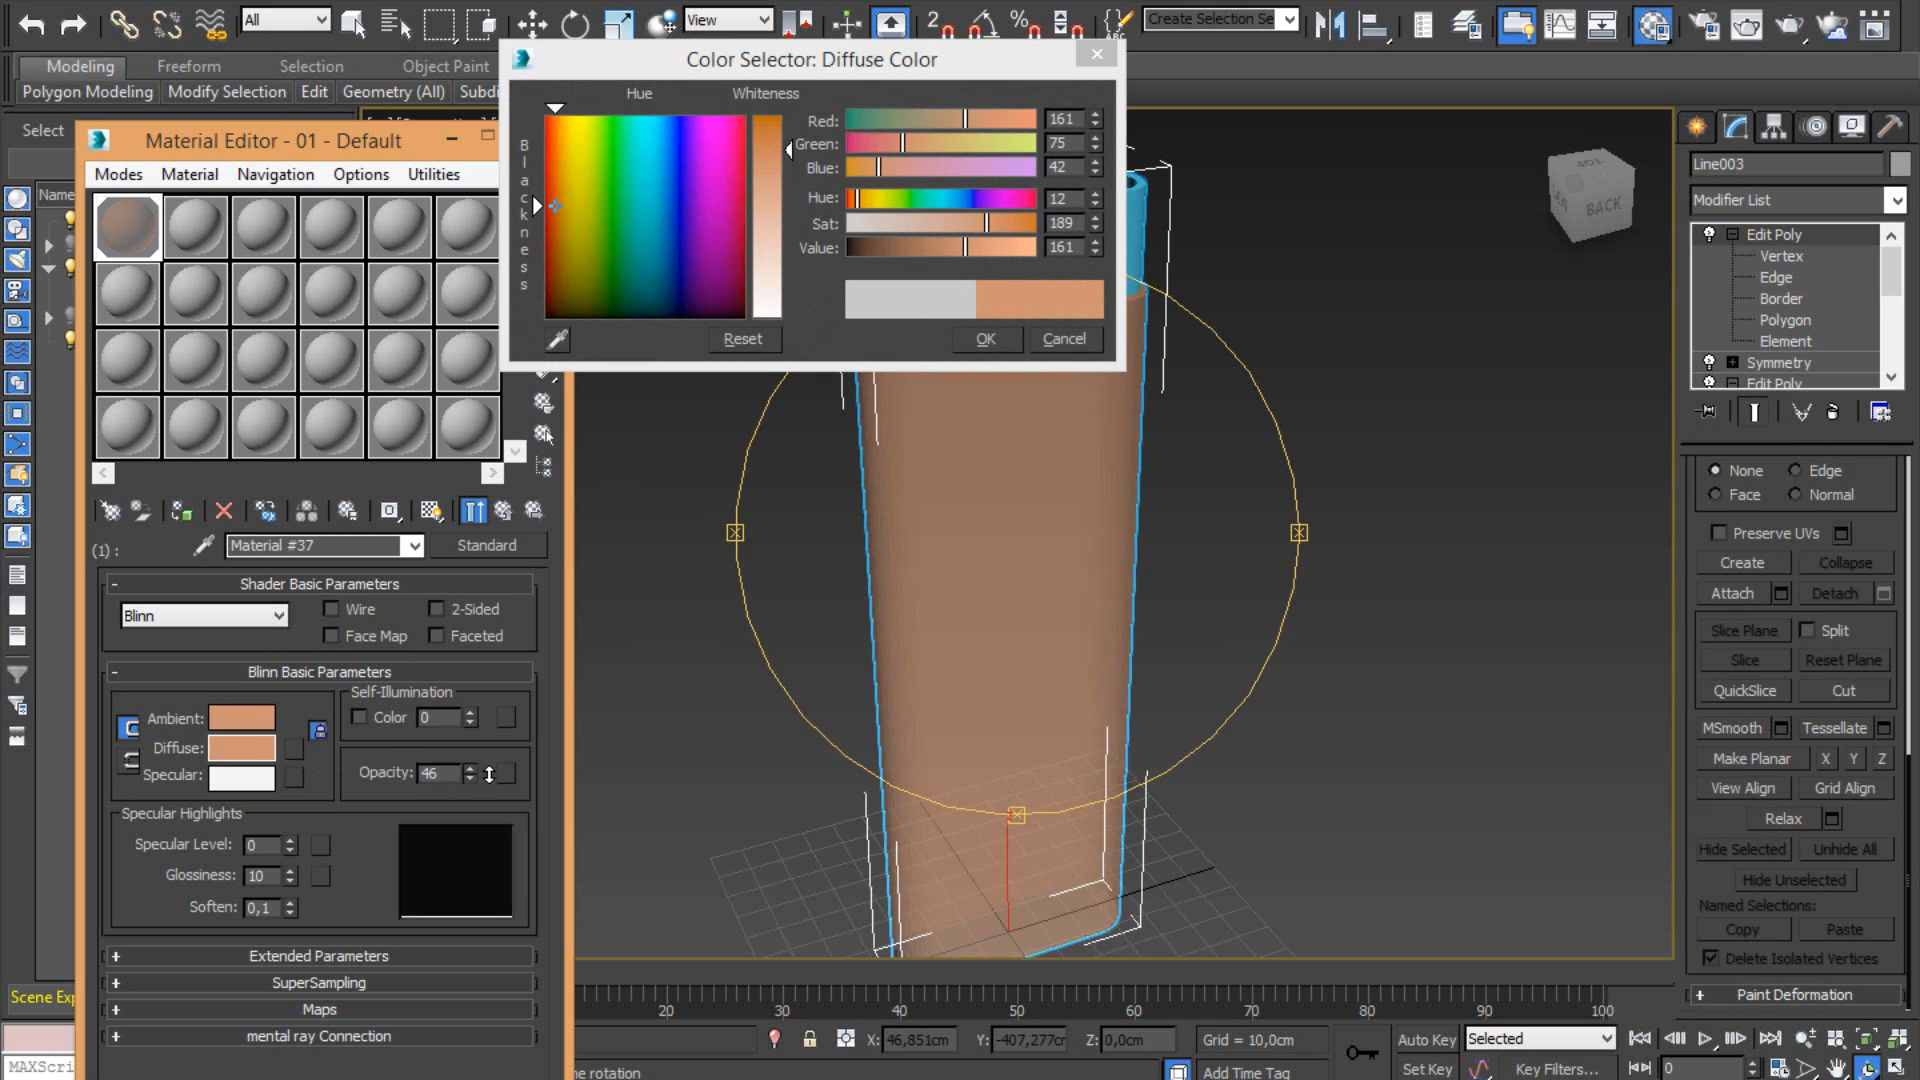 All
View
Create Selection Se
Modeling
Freeform
Selection
Object Paint
Polygon Modeling
Modify Selection
Edit
Geometry (All)
Subdi
Select
Name
Scene Exp
MAXScri
Material Editor - 01 - Default
Modes
Material
Navigation
Options
Utilities
(1) :
Material #37
Standard
Shader Basic Parameters
Blinn
Wire
2-Sided
Face Map
Faceted
Blinn Basic Parameters
Self-Illumination
Ambient:
Color
0
Diffuse:
Specular:
Opacity:
46
Specular Highlights
Specular Level:
0
Glossiness:
10
Soften:
0,1
Extended Parameters
SuperSampling
Maps
mental ray Connection
Color Selector: Diffuse Color
Hue
Whiteness
Blackness
Red:
161
Green:
75
Blue:
42
Hue:
12
Sat:
189
Value:
161
Reset
OK
Cancel
BACK
Line003
Modifier List
Edit Poly
Vertex
Edge
Border
Polygon
Element
Symmetry
Edit Poly
None
Edge
Face
Normal
Preserve UVs
Create
Collapse
Attach
Detach
Slice Plane
Split
Slice
Reset Plane
QuickSlice
Cut
MSmooth
Tessellate
Make Planar
X
Y
Z
View Align
Grid Align
Relax
Hide Selected
Unhide All
Hide Unselected
Named Selections:
Copy
Paste
Delete Isolated Vertices
Paint Deformation
20
30
40
50
60
70
80
90
100
X:
46,851cm
Y:
-407,277cr
Z:
0,0cm
Grid = 10,0cm
Auto Key
Selected
ne rotation
Add Time Tag
Set Key
Key Filters...
0